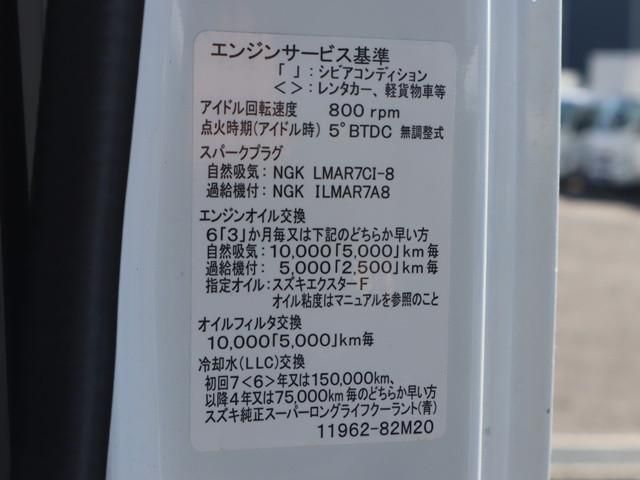 エンジンサービス基準
「 」：シビアコンディション
< >：レンタカー、軽貨物車等
アイドル回転速度 800 rpm
点火時期(アイドル時) 5°BTDC 無調整式
スパークプラグ
自然吸気：NGK LMAR7CI-8
過給機付：NGK ILMAR7A8
エンジンオイル交換
6「3」か月毎又は下記のどちらか早い方
自然吸気：10,000「5,000」km毎
過給機付： 5,000「2,500」km毎
指定オイル：スズキエクスターF
オイル粘度はマニュアルを参照のこと
オイルフィルタ交換
10,000「5,000」km毎
冷却水(LLC)交換
初回7<6>年又は150,000km、
以降4年又は75,000km毎のどちらか早い方
スズキ純正スーパーロングライフクーラント(青)
11962-82M20